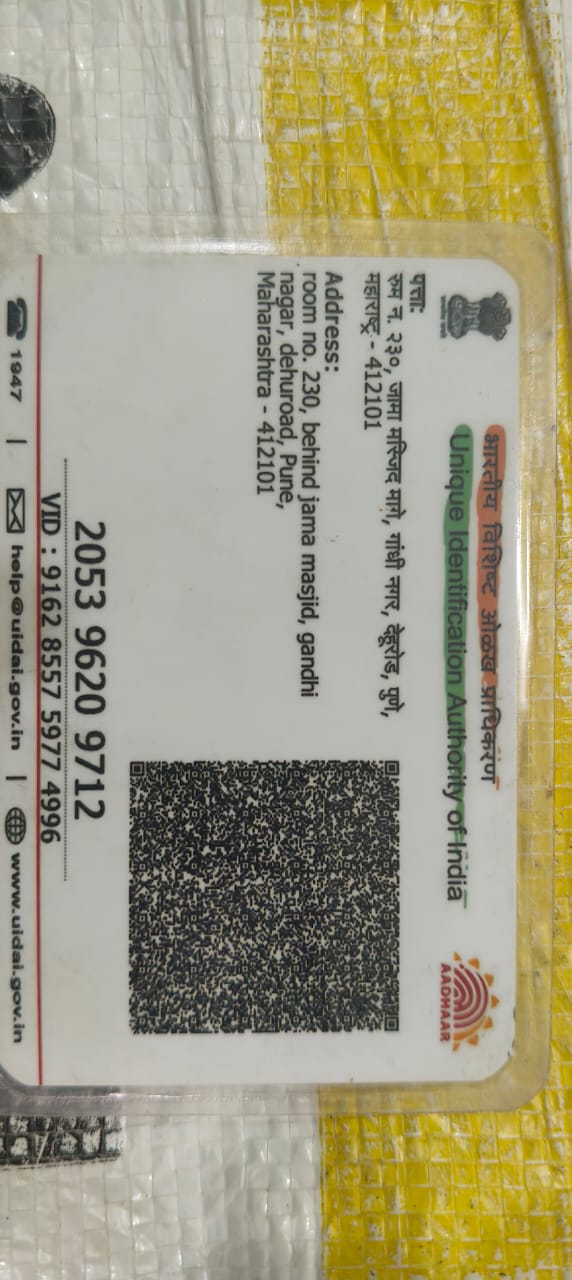 भारतीय विशिष्ट ओळख प्राधिकरण
Unique Identification Authority of India
AADHAAR
पत्ता:
रुम न. २३०, जामा मस्जिद मागे, गांधी नगर, देहूरोड, पुणे,
महाराष्ट्र - 412101
Address:
room no. 230, behind jama masjid, gandhi
nagar, dehuroad, Pune,
Maharashtra - 412101
2053 9620 9712
VID : 9162 8557 5977 4996
1947 | help@uidai.gov.in | www.uidai.gov.in